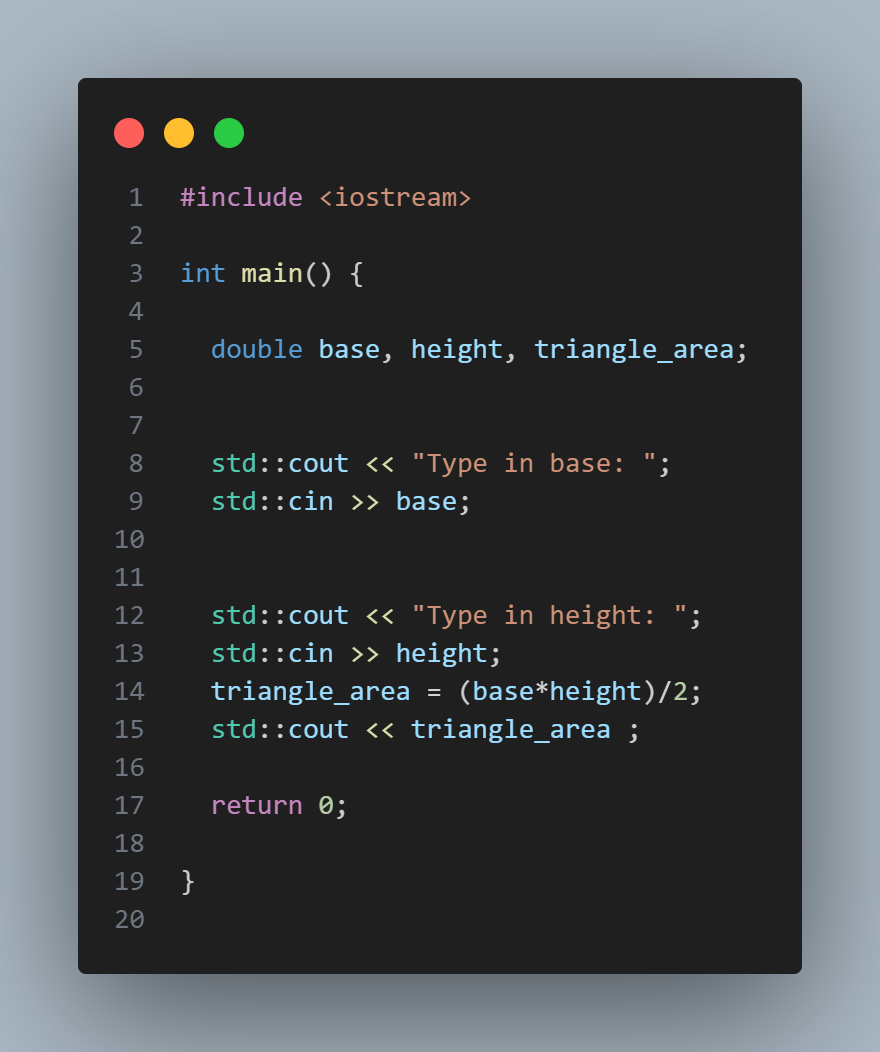 1 #include <iostream>
2
3 int main() {
4
5   double base, height, triangle_area;
6
7
8   std::cout << "Type in base: ";
9   std::cin >> base;
10
11
12   std::cout << "Type in height: ";
13   std::cin >> height;
14   triangle_area = (base*height)/2;
15   std::cout << triangle_area ;
16
17   return 0;
18
19 }
20